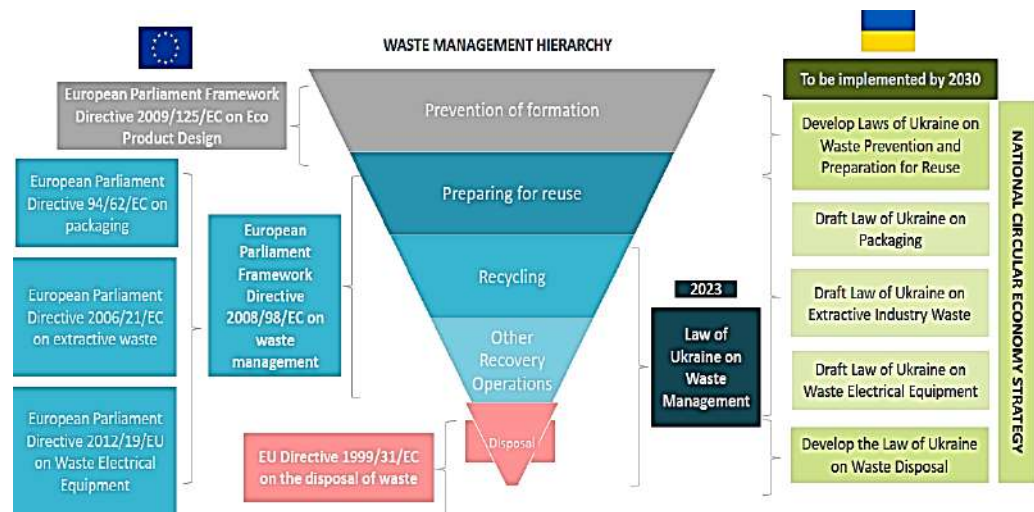 WASTE MANAGEMENT HIERARCHY
European Parliament Framework
Directive 2009/125/EC on Eco
Product Design
European Parliament
Directive 94/62/EC on
packaging
European Parliament
Directive 2006/21/EC
on extractive waste
European Parliament
Directive 2012/19/EU
on Waste Electrical
Equipment
European
Parliament
Framework
Directive
2008/98/EC on
waste
management
EU Directive 1999/31/EC
on the disposal of waste
Prevention of formation
Preparing for reuse
Recycling
Other
Recovery
Operations
Disposal
2023
Law of
Ukraine on
Waste
Management
To be implemented by 2030
Develop Laws of Ukraine on
Waste Prevention and
Preparation for Reuse
Draft Law of Ukraine on
Packaging
Draft Law of Ukraine on
Extractive Industry Waste
Draft Law of Ukraine on
Waste Electrical Equipment
Develop the Law of Ukraine
on Waste Disposal
NATIONAL CIRCULAR ECONOMY STRATEGY